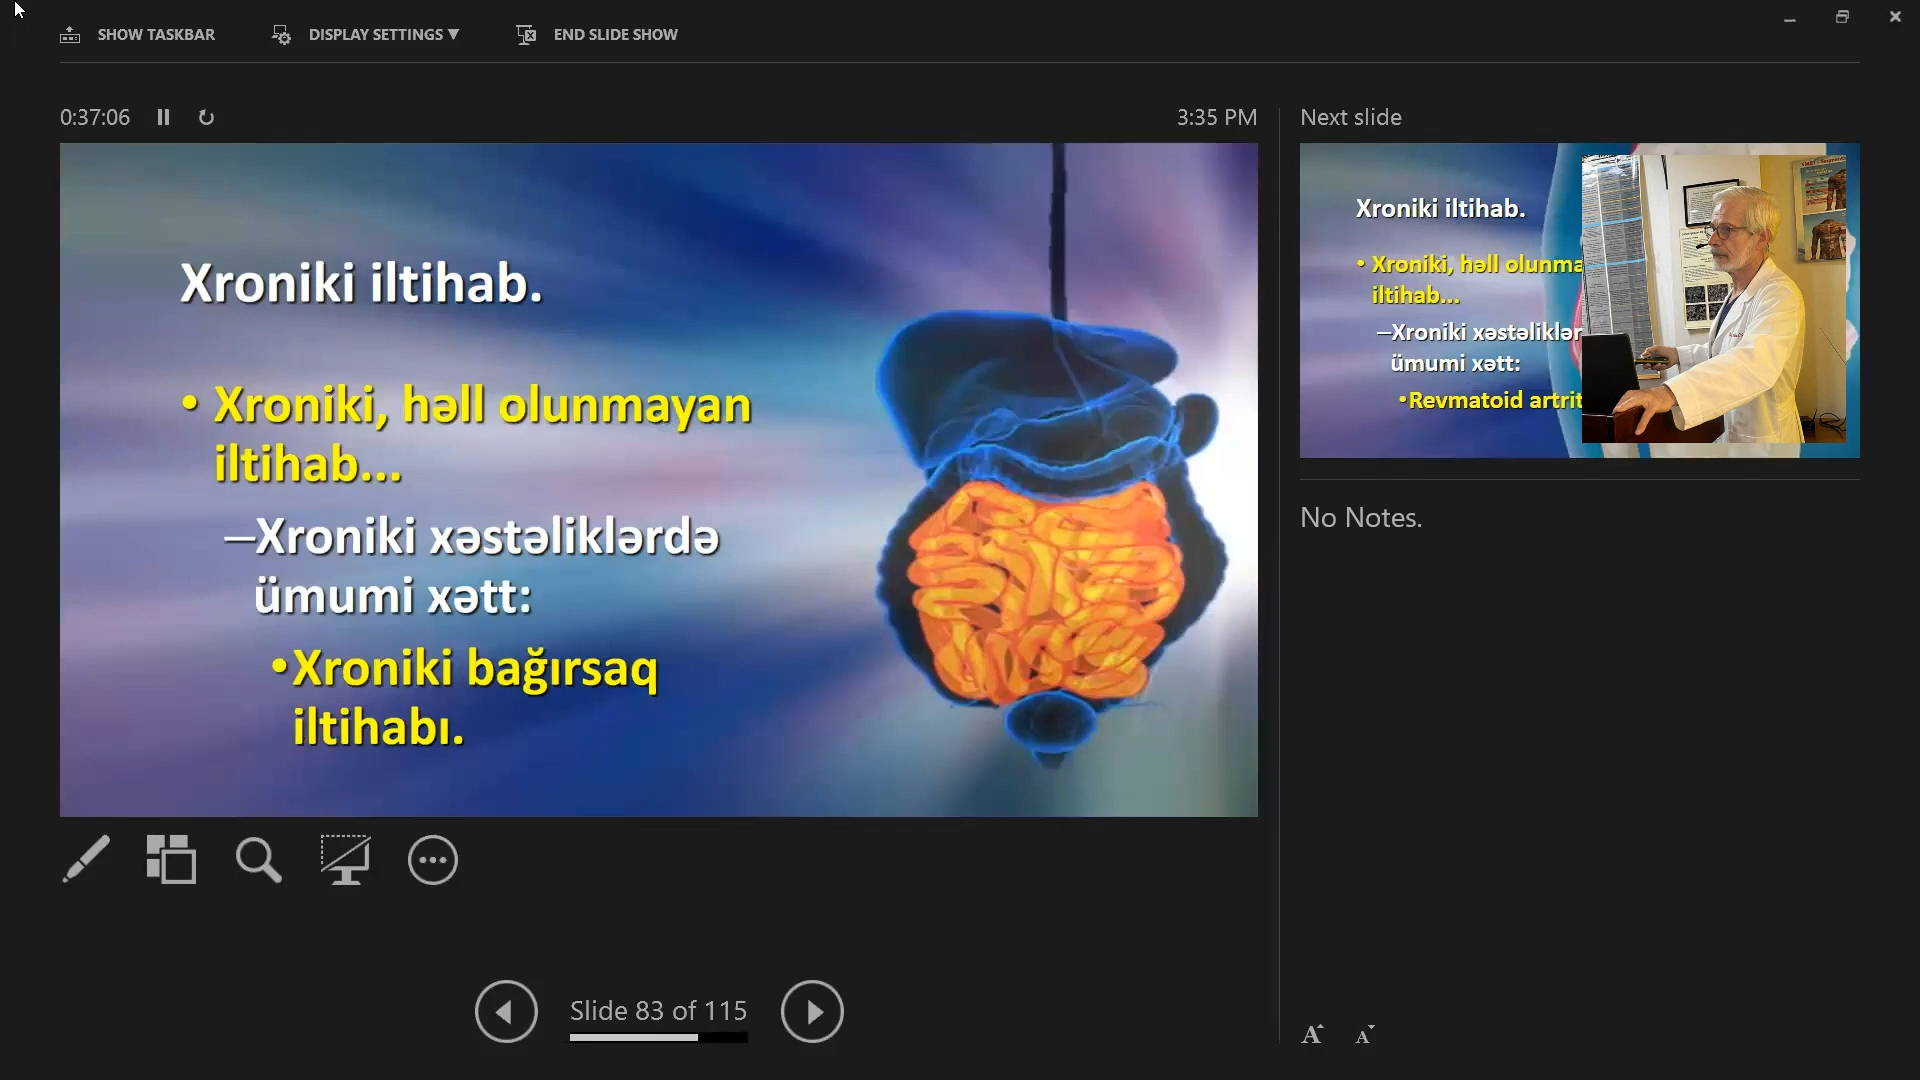 SHOW TASKBAR
DISPLAY SETTINGS ▼
END SLIDE SHOW
0:37:06
3:35 PM
Next slide
Xroniki iltihab.
• Xroniki, həll olunmayan
iltihab...
–Xroniki xəstəliklərdə
ümumi xətt:
•Xroniki bağırsaq
iltihabı.
Xroniki iltihab.
• Xroniki, həll olunma
iltihab...
–Xroniki xəstəliklər
ümumi xətt:
•Revmatoid artrit
No Notes.
Slide 83 of 115